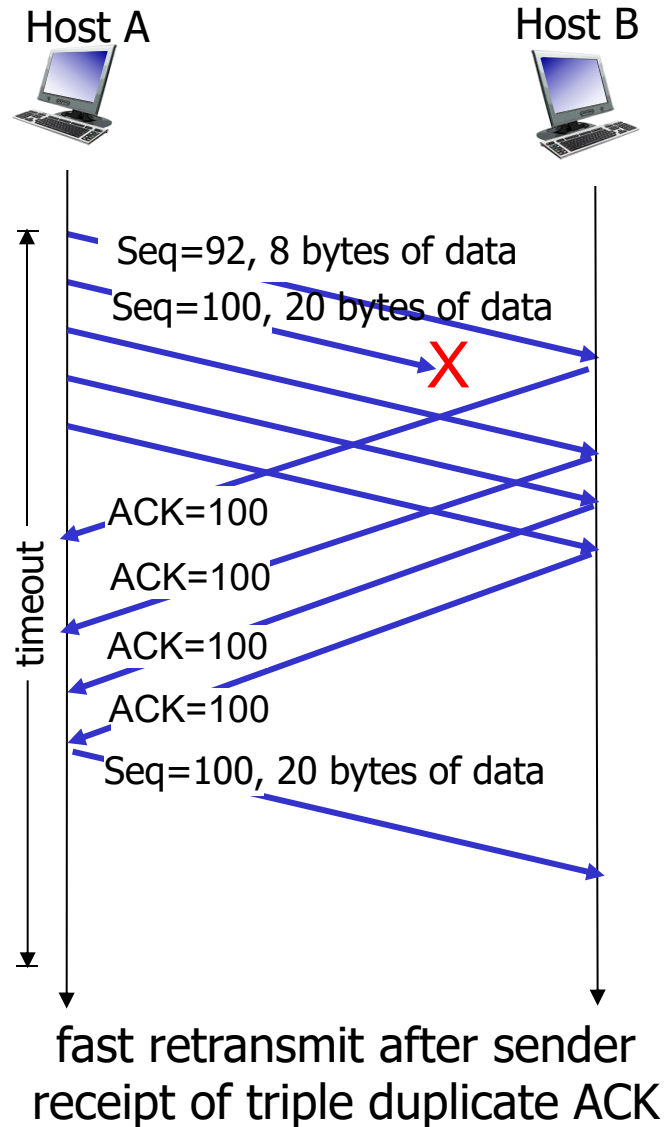 Host A
Host B
Seq=92, 8 bytes of data
Seq=100, 20 bytes of data
X
ACK=100
timeout
ACK=100
ACK=100
ACK=100
Seq=100, 20 bytes of data
fast retransmit after sender
receipt of triple duplicate ACK